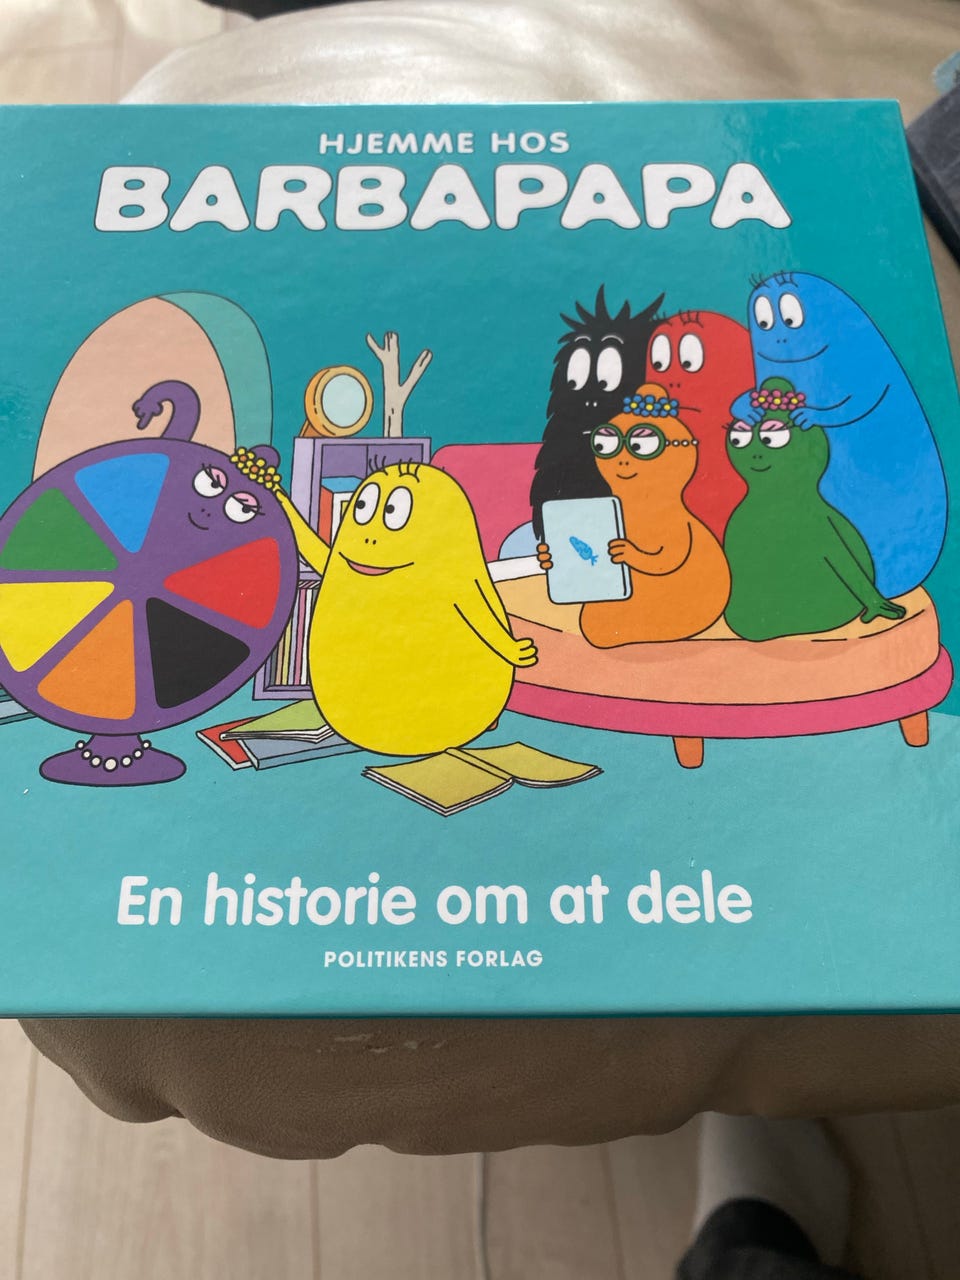 HJEMME HOS
BARBAPAPA
En historie om at dele
POLITIKENS FORLAG